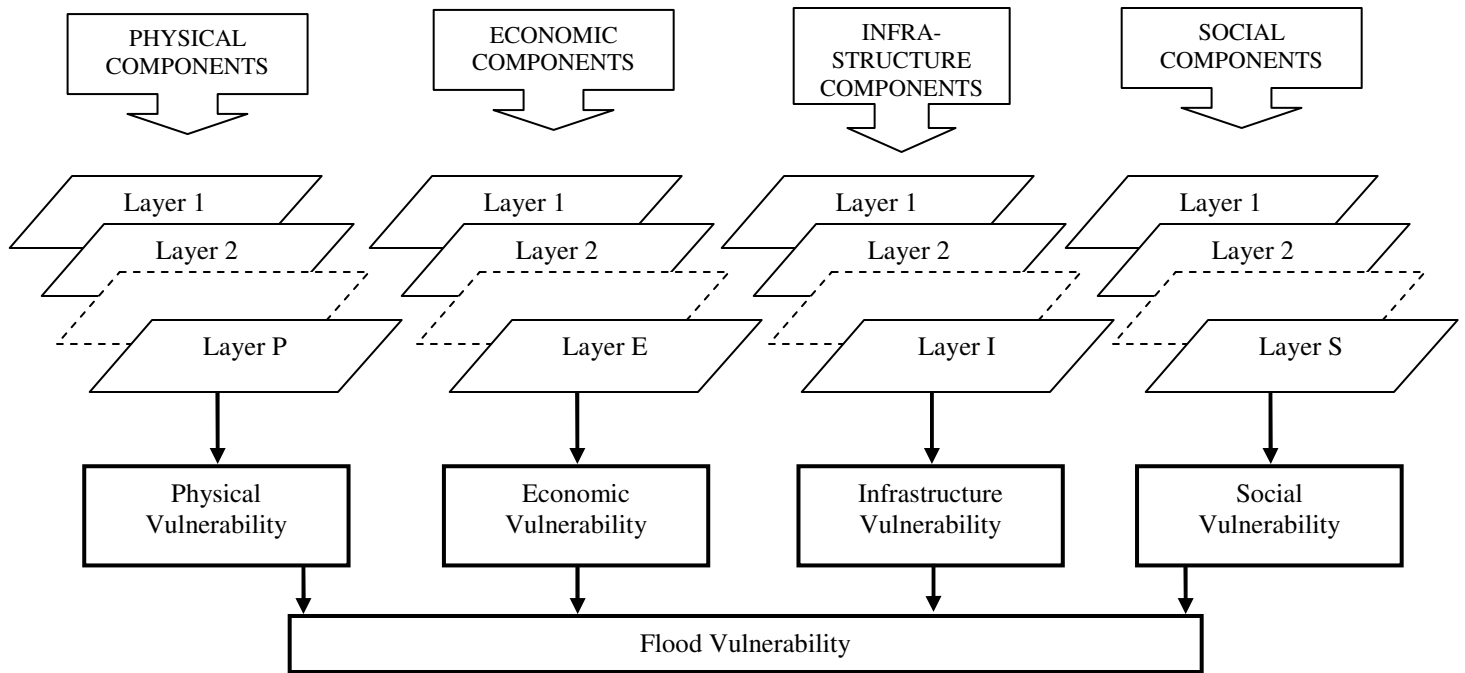 PHYSICAL
COMPONENTS
ECONOMIC
COMPONENTS
INFRA-
STRUCTURE
COMPONENTS
SOCIAL
COMPONENTS
Layer 1
Layer 2
Layer P
Layer 1
Layer 2
Layer E
Layer 1
Layer 2
Layer I
Layer 1
Layer 2
Layer S
Physical
Vulnerability
Economic
Vulnerability
Infrastructure
Vulnerability
Social
Vulnerability
Flood Vulnerability